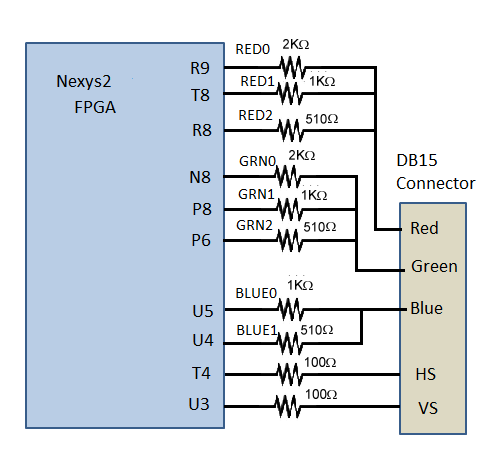 RED0 2KΩ
R9
Nexys2
FPGA
RED1 1KΩ
T8
RED2 510Ω
R8
GRN0 2KΩ
N8
DB15
Connector
GRN1 1KΩ
P8
GRN2 510Ω
P6
Red
Green
BLUE0 1KΩ
U5
Blue
BLUE1 510Ω
U4
100Ω
T4
HS
100Ω
U3
VS